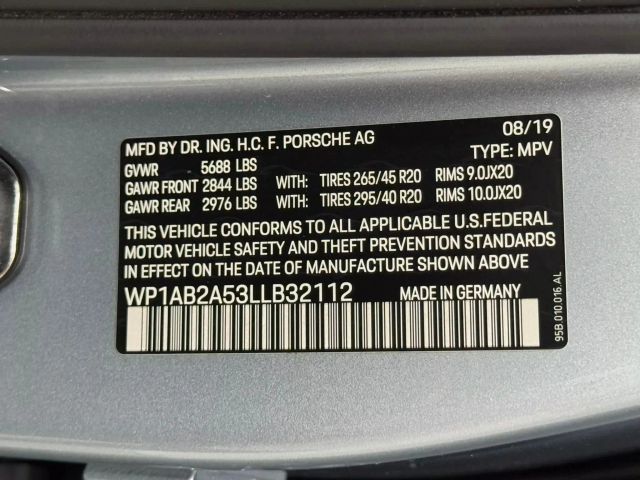 MFD BY DR. ING. H.C. F. PORSCHE AG 08/19
GVWR 5688 LBS TYPE: MPV
GAWR FRONT 2844 LBS WITH: TIRES 265/45 R20 RIMS 9.0JX20
GAWR REAR 2976 LBS WITH: TIRES 295/40 R20 RIMS 10.0JX20
THIS VEHICLE CONFORMS TO ALL APPLICABLE U.S.FEDERAL
MOTOR VEHICLE SAFETY AND THEFT PREVENTION STANDARDS
IN EFFECT ON THE DATE OF MANUFACTURE SHOWN ABOVE.
WP1AB2A53LLB32112 MADE IN GERMANY
95B.010.016.AL